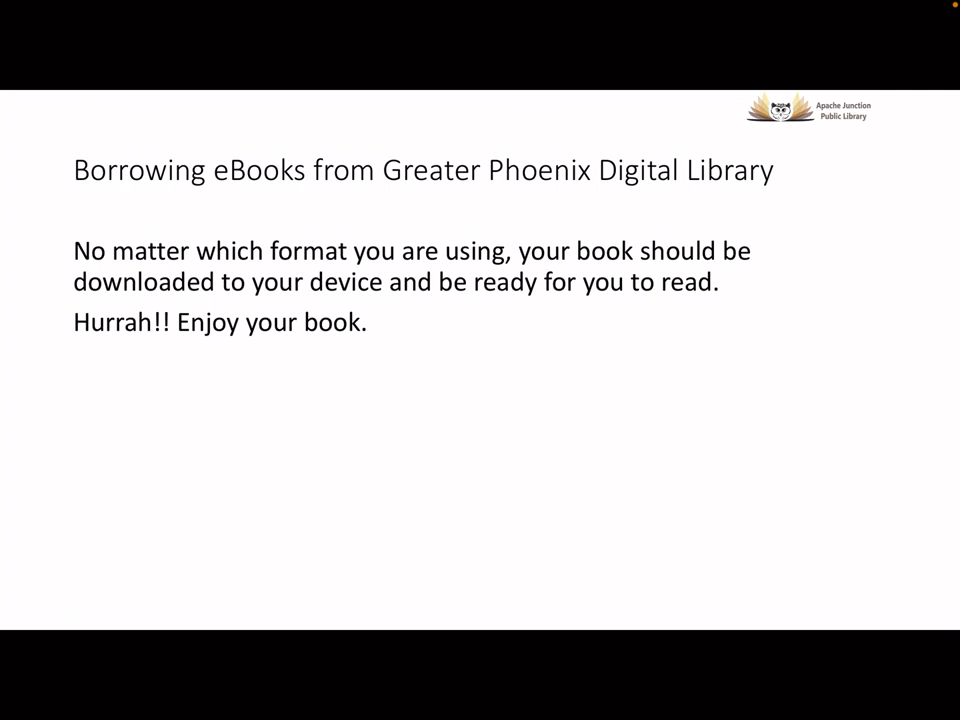 Apache Junction
Public Library
Borrowing eBooks from Greater Phoenix Digital Library
No matter which format you are using, your book should be
downloaded to your device and be ready for you to read.
Hurrah!! Enjoy your book.